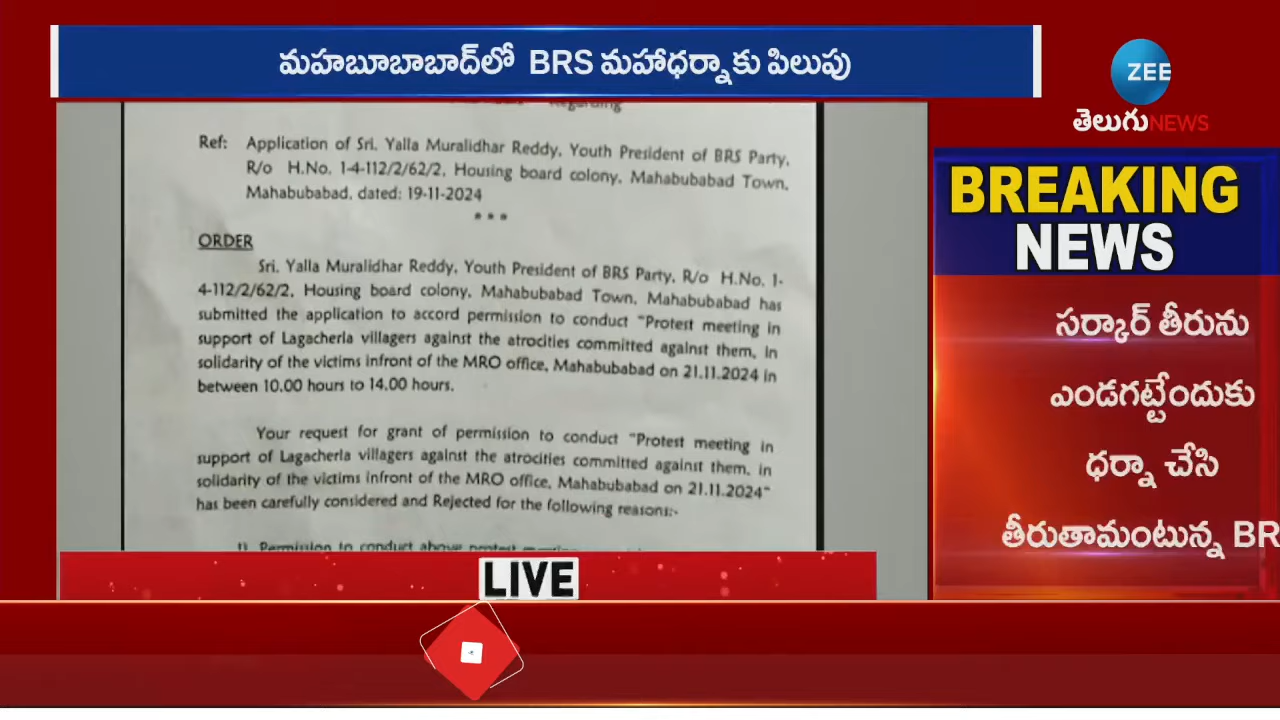 మహబూబాబాద్‌లో BRS మహాధర్నాకు పిలుపు
ZEE
తెలుగు NEWS
Regarding
Ref: Application of Sri. Yalla Muralidhar Reddy, Youth President of BRS Party,
R/o H.No. 1-4-112/2/62/2, Housing board colony, Mahabubabad Town,
Mahabubabad, dated: 19-11-2024
***
ORDER
Sri. Yalla Muralidhar Reddy, Youth President of BRS Party, R/o H.No. 1-
4-112/2/62/2, Housing board colony, Mahabubabad Town, Mahabubabad has
submitted the application to accord permission to conduct "Protest meeting in
support of Lagacherla villagers against the atrocities committed against them, in
solidarity of the victims infront of the MRO office, Mahabubabad on 21.11.2024 in
between 10.00 hours to 14.00 hours.
Your request for grant of permission to conduct "Protest meeting in
support of Lagacherla villagers against the atrocities committed against them, in
solidarity of the victims infront of the MRO office, Mahabubabad on 21.11.2024"
has been carefully considered and Rejected for the following reasons:-
1) Permission to conduct above protest
BREAKING
NEWS
సర్కార్ తీరును
ఎండగట్టేందుకు
ధర్నా చేసి
తీరుతామంటున్న BR
LIVE